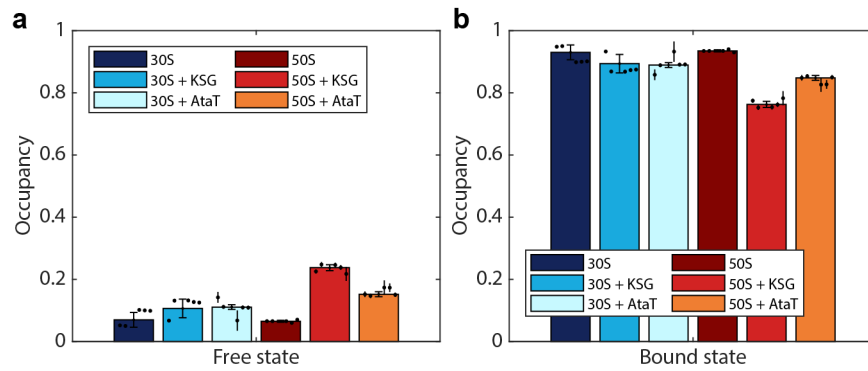 a
1
0.8
0.6
0.4
0.2
0
Occupancy
30S 50S
30S + KSG 50S + KSG
30S + AtaT 50S + AtaT
Free state
b
1
0.8
0.6
0.4
0.2
0
Occupancy
30S 50S
30S + KSG 50S + KSG
30S + AtaT 50S + AtaT
Bound state